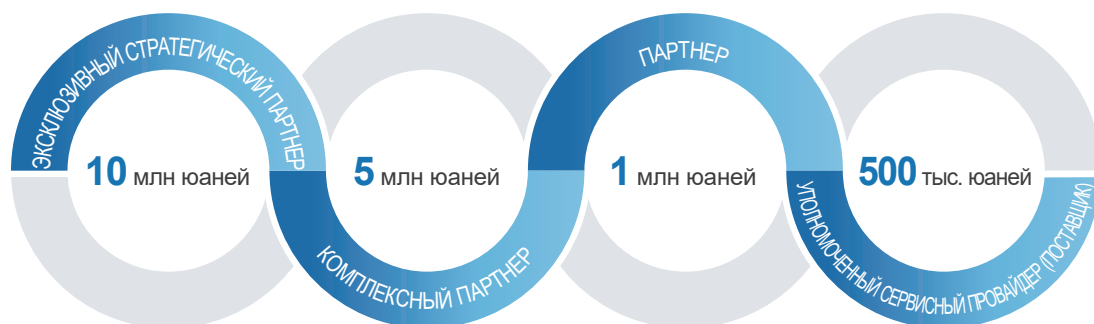 ЭКСКЛЮЗИВНЫЙ СТРАТЕГИЧЕСКИЙ ПАРТНЕР
10 млн юаней
КОМПЛЕКСНЫЙ ПАРТНЕР
5 млн юаней
ПАРТНЕР
1 млн юаней
УПОЛНОМОЧЕННЫЙ СЕРВИСНЫЙ ПРОВАЙДЕР (ПОСТАВЩИК)
500 тыс. юаней